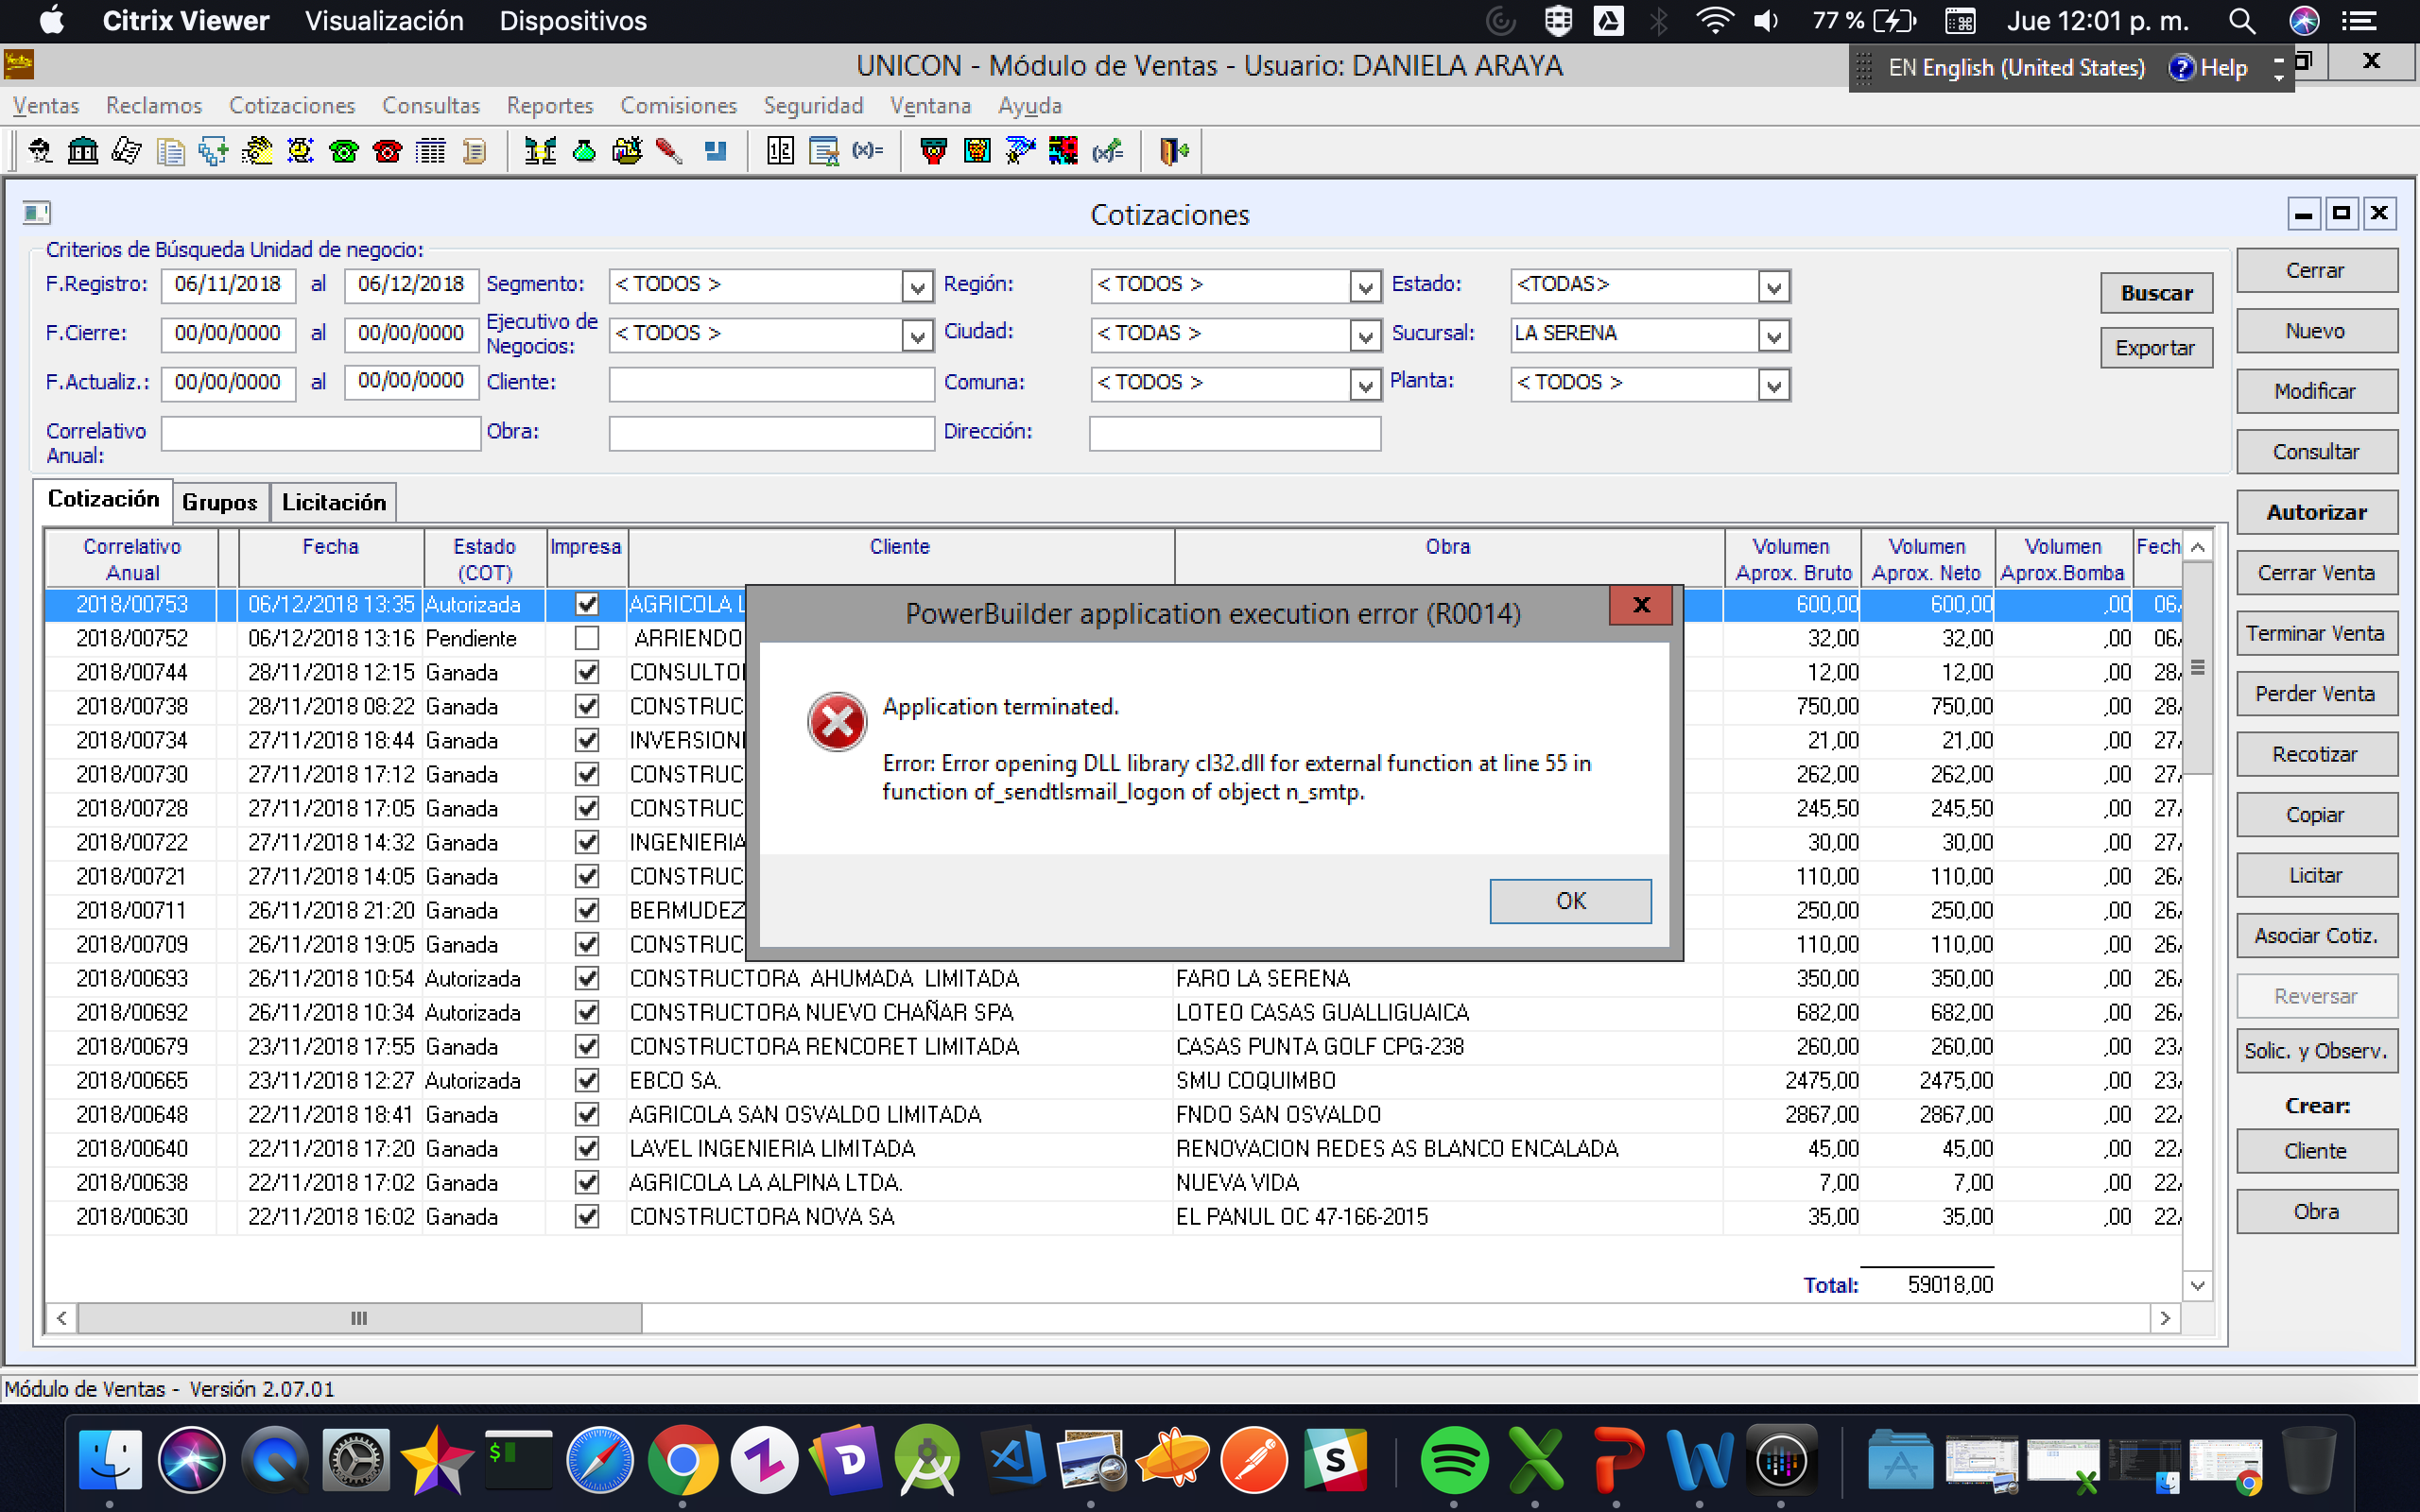 Citrix Viewer Visualización Dispositivos 77 % Jue 12:01 p. m.
UNICON - Módulo de Ventas - Usuario: DANIELA ARAYA
EN English (United States) ? Help
Ventas Reclamos Cotizaciones Consultas Reportes Comisiones Seguridad Ventana Ayuda
Cotizaciones
Criterios de Búsqueda Unidad de negocio:
F.Registro: 06/11/2018 al 06/12/2018 Segmento: < TODOS > Región: < TODOS > Estado: <TODAS>
F.Cierre: 00/00/0000 al 00/00/0000 Ejecutivo de Negocios: < TODOS > Ciudad: < TODAS > Sucursal: LA SERENA
F.Actualiz.: 00/00/0000 al 00/00/0000 Cliente: Comuna: < TODOS > Planta: < TODOS >
Correlativo Anual: Obra: Dirección:
Buscar
Exportar
Cerrar
Nuevo
Modificar
Consultar
Autorizar
Cerrar Venta
Terminar Venta
Perder Venta
Recotizar
Copiar
Licitar
Asociar Cotiz.
Reversar
Solic. y Observ.
Crear:
Cliente
Obra
Cotización Grupos Licitación
Correlativo Anual Fecha Estado (COT) Impresa Cliente Obra Volumen Aprox. Bruto Volumen Aprox. Neto Volumen Aprox.Bomba Fech
2018/00753 06/12/2018 13:35 Autorizada AGRICOLA L 600,00 600,00 ,00 06
2018/00752 06/12/2018 13:16 Pendiente ARRIENDO 32,00 32,00 ,00 06
2018/00744 28/11/2018 12:15 Ganada CONSULTO 12,00 12,00 ,00 28
2018/00738 28/11/2018 08:22 Ganada CONSTRUC 750,00 750,00 ,00 28
2018/00734 27/11/2018 18:44 Ganada INVERSION 21,00 21,00 ,00 27
2018/00730 27/11/2018 17:12 Ganada CONSTRUC 262,00 262,00 ,00 27
2018/00728 27/11/2018 17:05 Ganada CONSTRUC 245,50 245,50 ,00 27
2018/00722 27/11/2018 14:32 Ganada INGENIERIA 30,00 30,00 ,00 27
2018/00721 27/11/2018 14:05 Ganada CONSTRUC 110,00 110,00 ,00 26
2018/00711 26/11/2018 21:20 Ganada BERMUDEZ 250,00 250,00 ,00 26
2018/00709 26/11/2018 19:05 Ganada CONSTRUC 110,00 110,00 ,00 26
2018/00693 26/11/2018 10:54 Autorizada CONSTRUCTORA AHUMADA LIMITADA FARO LA SERENA 350,00 350,00 ,00 26
2018/00692 26/11/2018 10:34 Autorizada CONSTRUCTORA NUEVO CHAÑAR SPA LOTEO CASAS GUALLIGUAICA 682,00 682,00 ,00 26
2018/00679 23/11/2018 17:55 Ganada CONSTRUCTORA RENCORET LIMITADA CASAS PUNTA GOLF CPG-238 260,00 260,00 ,00 23
2018/00665 23/11/2018 12:27 Autorizada EBCO SA. SMU COQUIMBO 2475,00 2475,00 ,00 23
2018/00648 22/11/2018 18:41 Ganada AGRICOLA SAN OSVALDO LIMITADA FNDO SAN OSVALDO 2867,00 2867,00 ,00 22
2018/00640 22/11/2018 17:20 Ganada LAVEL INGENIERIA LIMITADA RENOVACION REDES AS BLANCO ENCALADA 45,00 45,00 ,00 22
2018/00638 22/11/2018 17:02 Ganada AGRICOLA LA ALPINA LTDA. NUEVA VIDA 7,00 7,00 ,00 22
2018/00630 22/11/2018 16:02 Ganada CONSTRUCTORA NOVA SA EL PANUL OC 47-166-2015 35,00 35,00 ,00 22
Total: 59018,00
PowerBuilder application execution error (R0014)
Application terminated.
Error: Error opening DLL library cl32.dll for external function at line 55 in
function of_sendtlsmail_logon of object n_smtp.
OK
Módulo de Ventas - Versión 2.07.01